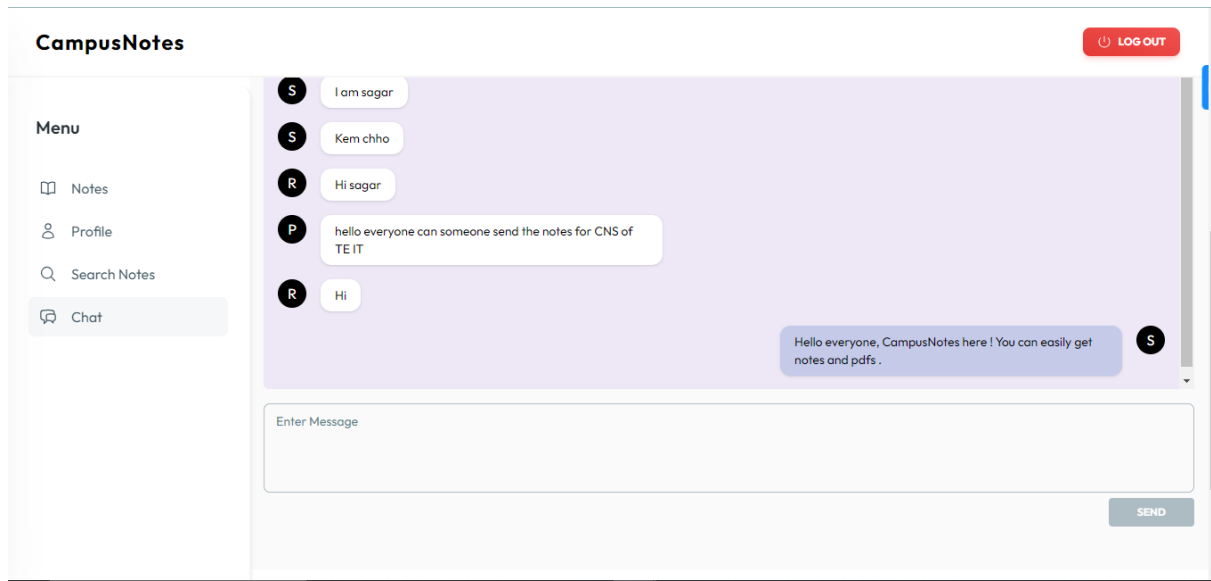 CampusNotes
LOG OUT
Menu
Notes
Profile
Search Notes
Chat
S
I am sagar
S
Kem chho
R
Hi sagar
P
hello everyone can someone send the notes for CNS of
TE IT
R
Hi
Hello everyone, CampusNotes here ! You can easily get
notes and pdfs .
S
Enter Message
SEND